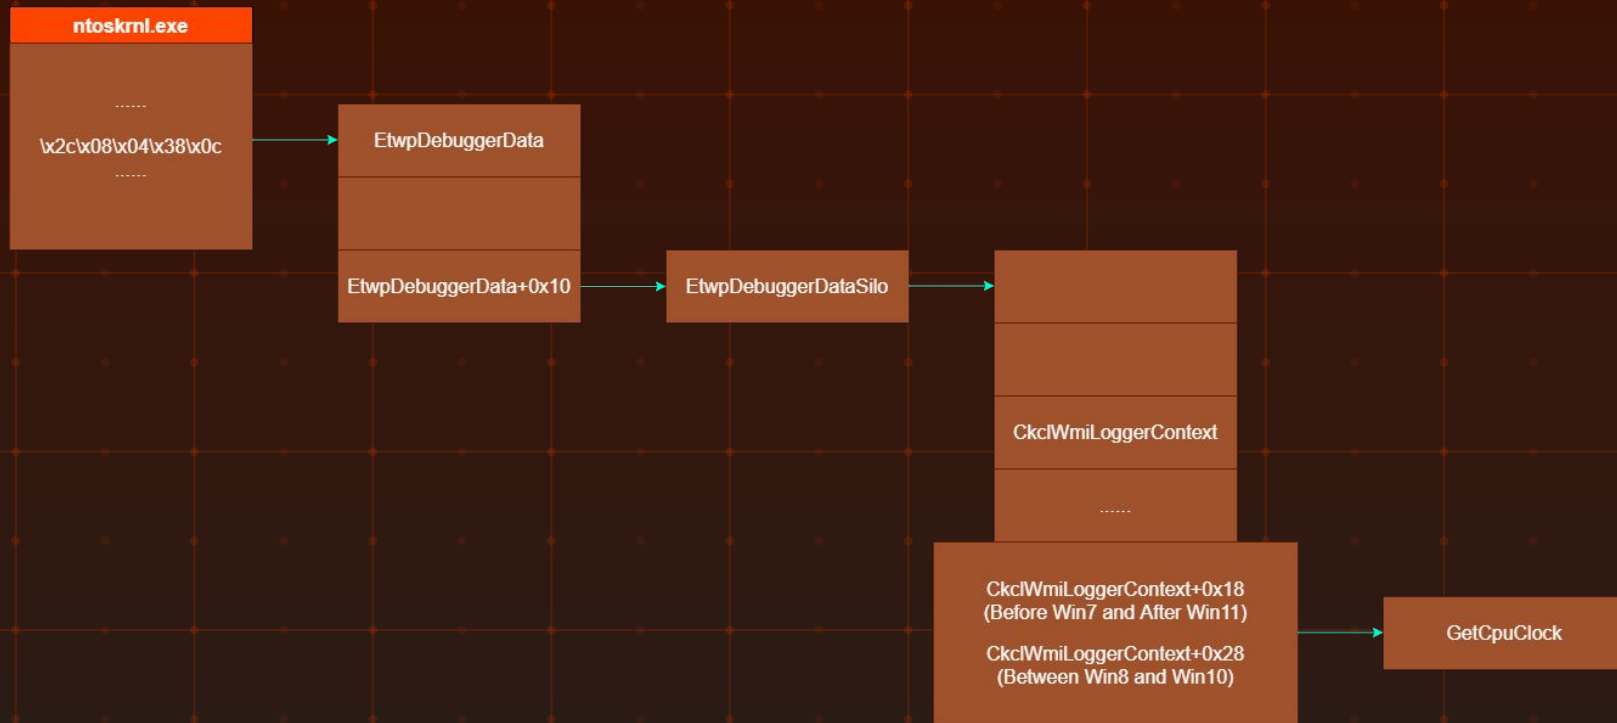 ntoskrnl.exe
......
\x2c\x08\x04\x38\x0c
......
EtwpDebuggerData
EtwpDebuggerData+0x10
EtwpDebuggerDataSilo
CkclWmiLoggerContext
......
CkclWmiLoggerContext+0x18
(Before Win7 and After Win11)
CkclWmiLoggerContext+0x28
(Between Win8 and Win10)
GetCpuClock